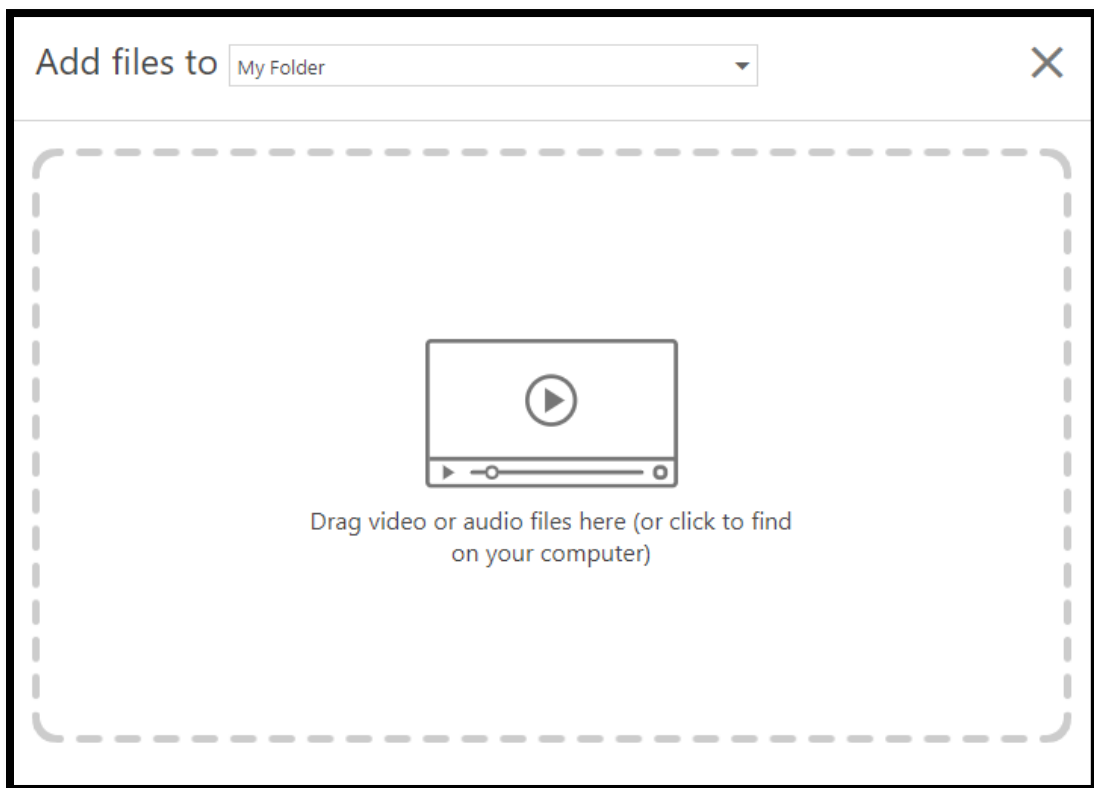 Add files to My Folder
Drag video or audio files here (or click to find
on your computer)